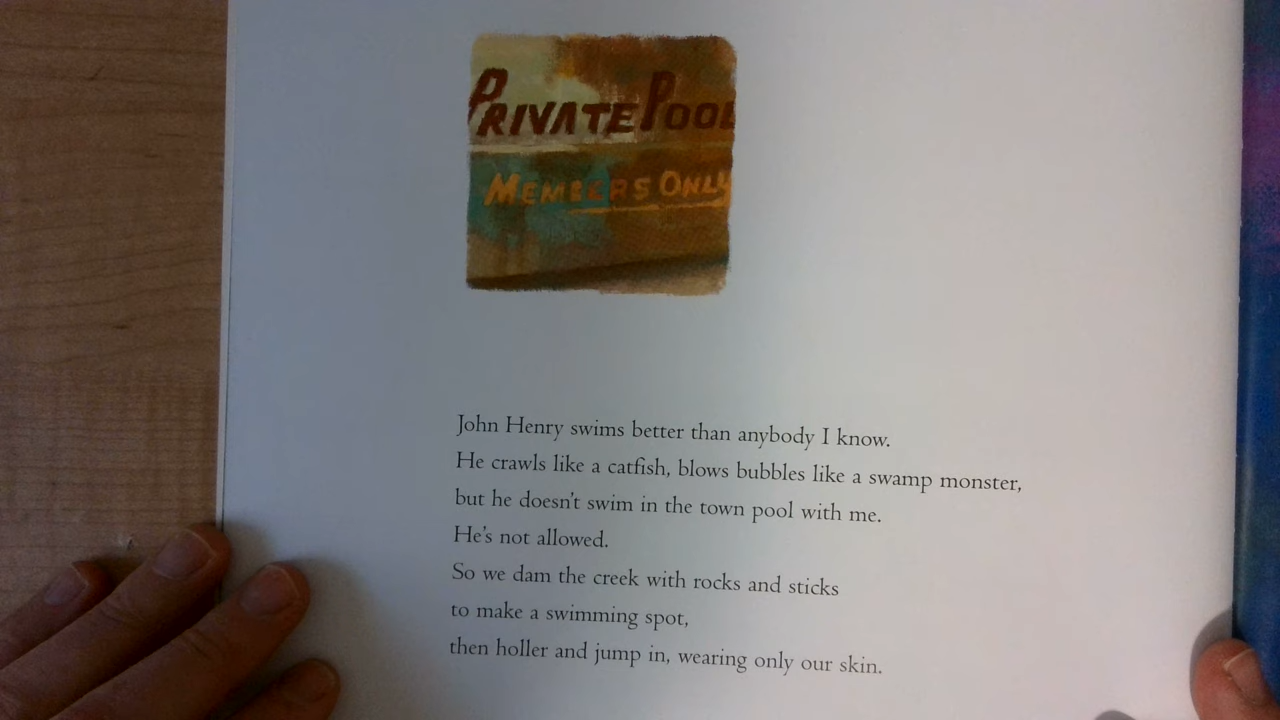 PRIVATE POOL
MEMBERS ONLY
John Henry swims better than anybody I know.
He crawls like a catfish, blows bubbles like a swamp monster,
but he doesn't swim in the town pool with me.
He's not allowed.
So we dam the creek with rocks and sticks
to make a swimming spot,
then holler and jump in, wearing only our skin.